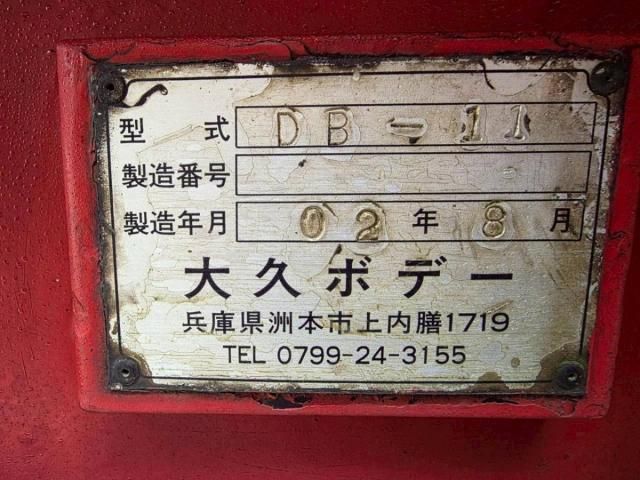 型式 DB-11
製造番号
製造年月 02年8月
大久ボデー
兵庫県洲本市上内膳1719
TEL 0799-24-3155